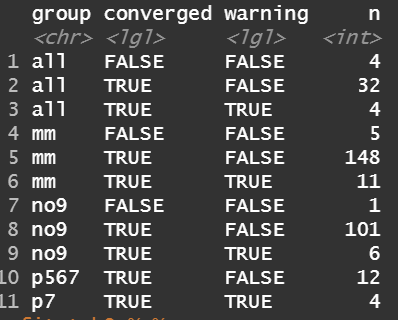 group converged warning n
<chr> <lgl> <lgl> <int>
1 all FALSE FALSE 4
2 all TRUE FALSE 32
3 all TRUE TRUE 4
4 mm FALSE FALSE 5
5 mm TRUE FALSE 148
6 mm TRUE TRUE 11
7 no9 FALSE FALSE 1
8 no9 TRUE FALSE 101
9 no9 TRUE TRUE 6
10 p567 TRUE FALSE 12
11 p7 TRUE TRUE 4